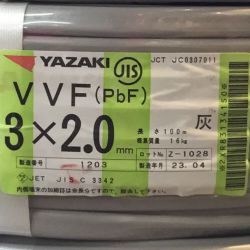 YAZAKI JIS JCT JC0307011
VVF(PbF)
3×2.0mm
灰
長さ 100m
概算質量 16kg
製造番号 1203
ロットNo Z-1028
製造年月 23.04
JET JIS C 3342